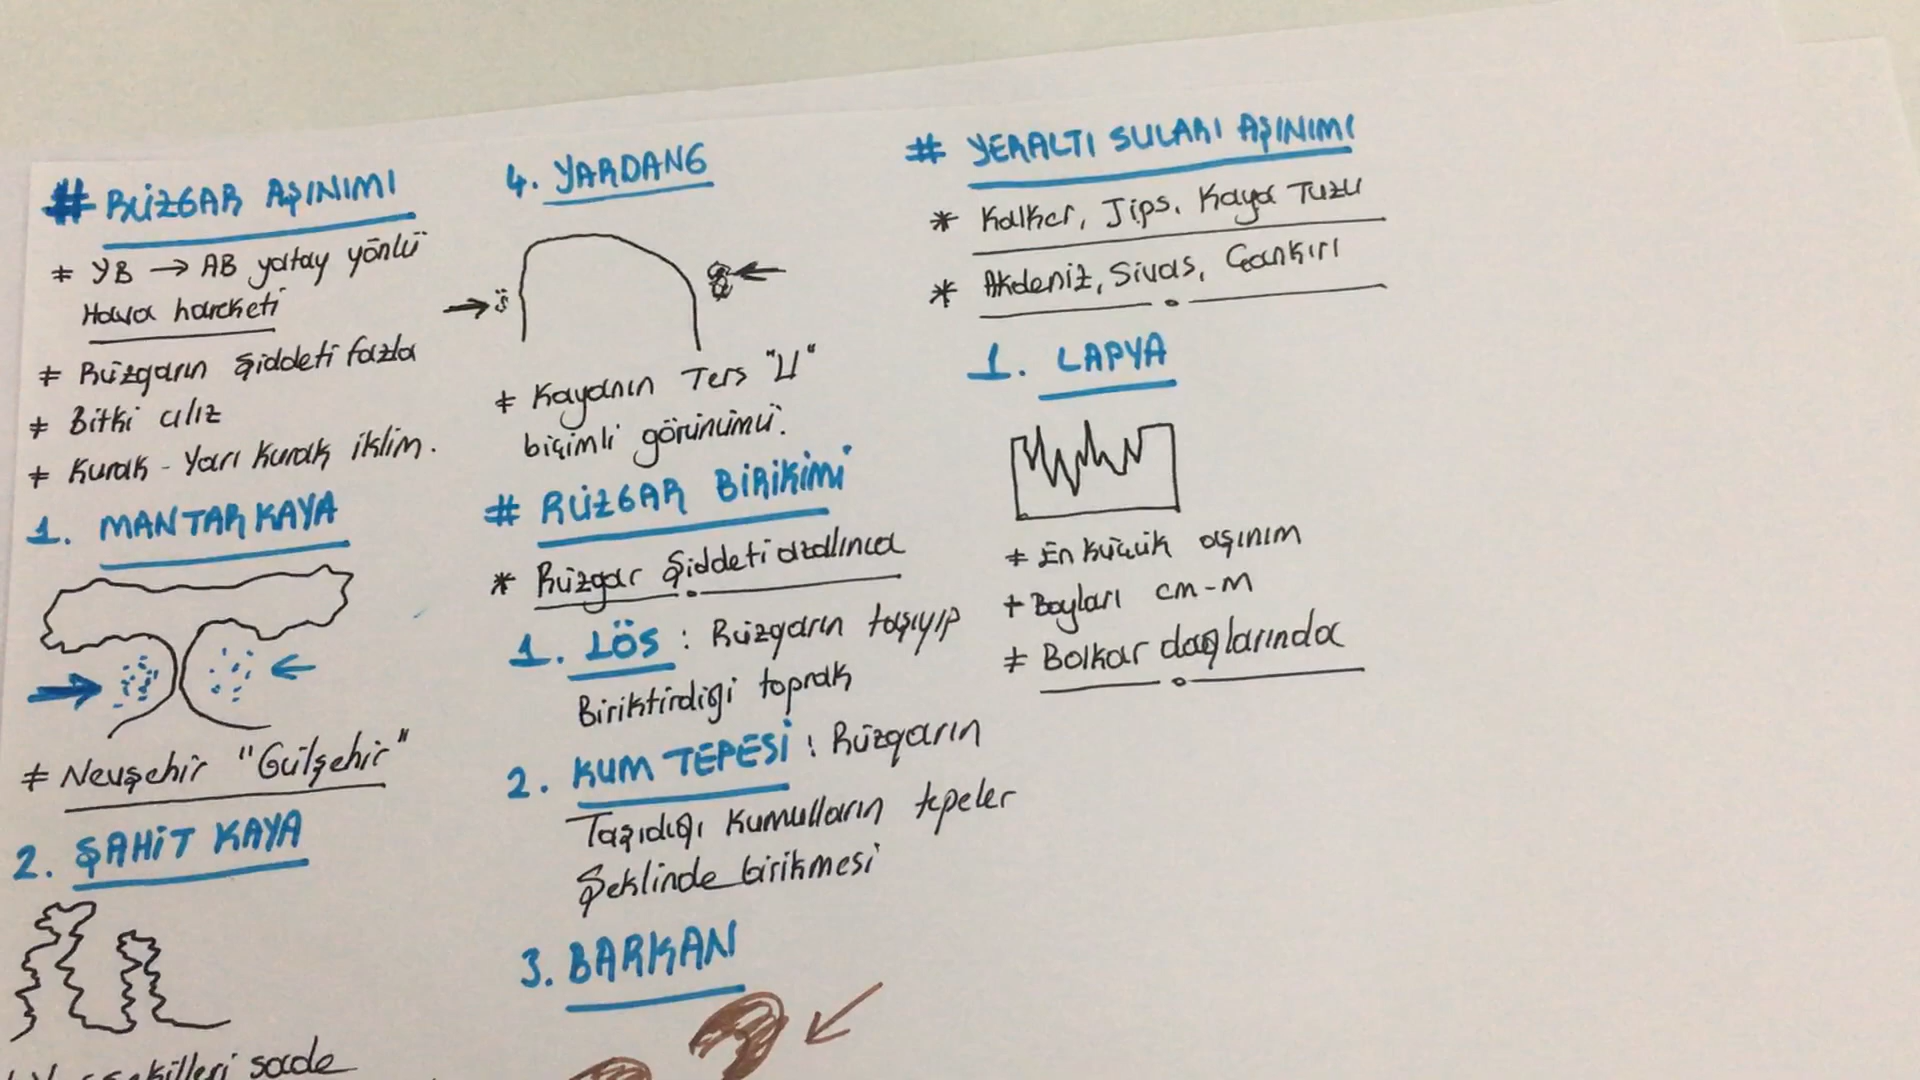 # RÜZGAR AŞINIMI
* YB → AB yatay yönlü
Hava hareketi
* Rüzgarın şiddeti fazla
* Bitki cılız
* Kurak - Yarı Kurak iklim.
1. MANTAR KAYA
* Nevşehir "Gülşehir"
2. ŞAHİT KAYA
şekilleri sade
4. YARDANG
* Kayanın Ters "U"
biçimli görünümü.
# RÜZGAR BİRİKİMİ
* Rüzgar Şiddeti azalınca
1. LÖS : Rüzgarın taşıyıp
Biriktirdiği toprak
2. KUM TEPESİ : Rüzgarın
Taşıdığı kumulların tepeler
Şeklinde birikmesi
3. BARKAN
# YERALTI SULARI AŞINIMI
* Kalker, Jips, Kaya Tuzu
* Akdeniz, Sivas, Çankırı
1. LAPYA
* En küçük aşınım
+ Boyları cm-m
* Bolkar dağlarında